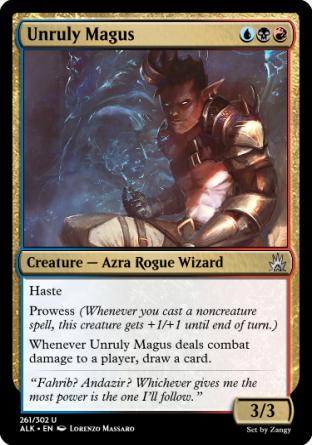 Unruly Magus
Creature — Azra Rogue Wizard
Haste
Prowess (Whenever you cast a noncreature
spell, this creature gets +1/+1 until end of turn.)
Whenever Unruly Magus deals combat
damage to a player, draw a card.
“Fahrib? Andazir? Whichever gives me the
most power is the one I’ll follow.”
3/3
261/302 U
ALK • EN Lorenzo Massaro
Set by Zangy